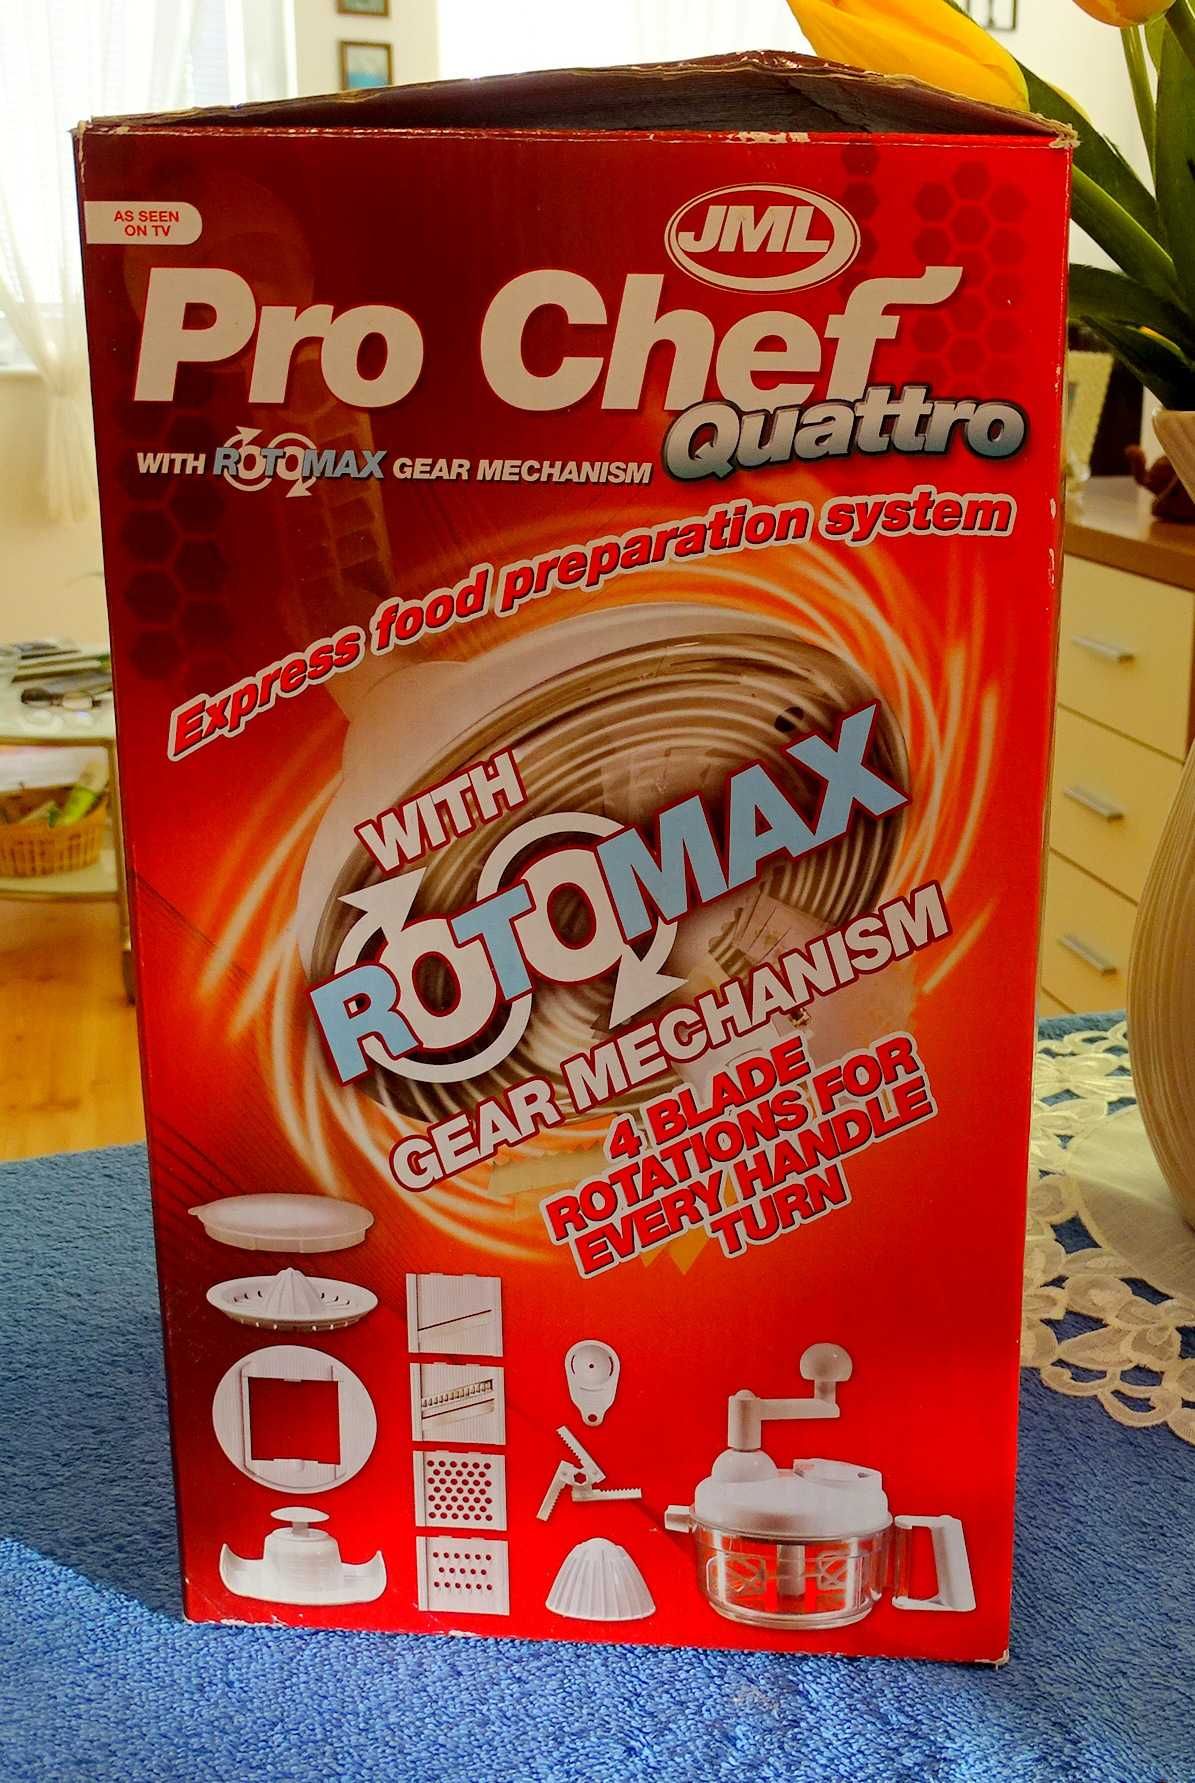 AS SEEN
ON TV
JML
Pro Chef
Quattro
WITH ROTOMAX GEAR MECHANISM
Express food preparation system
WITH
ROTOMAX
GEAR MECHANISM
4 BLADE
ROTATIONS FOR
EVERY HANDLE
TURN